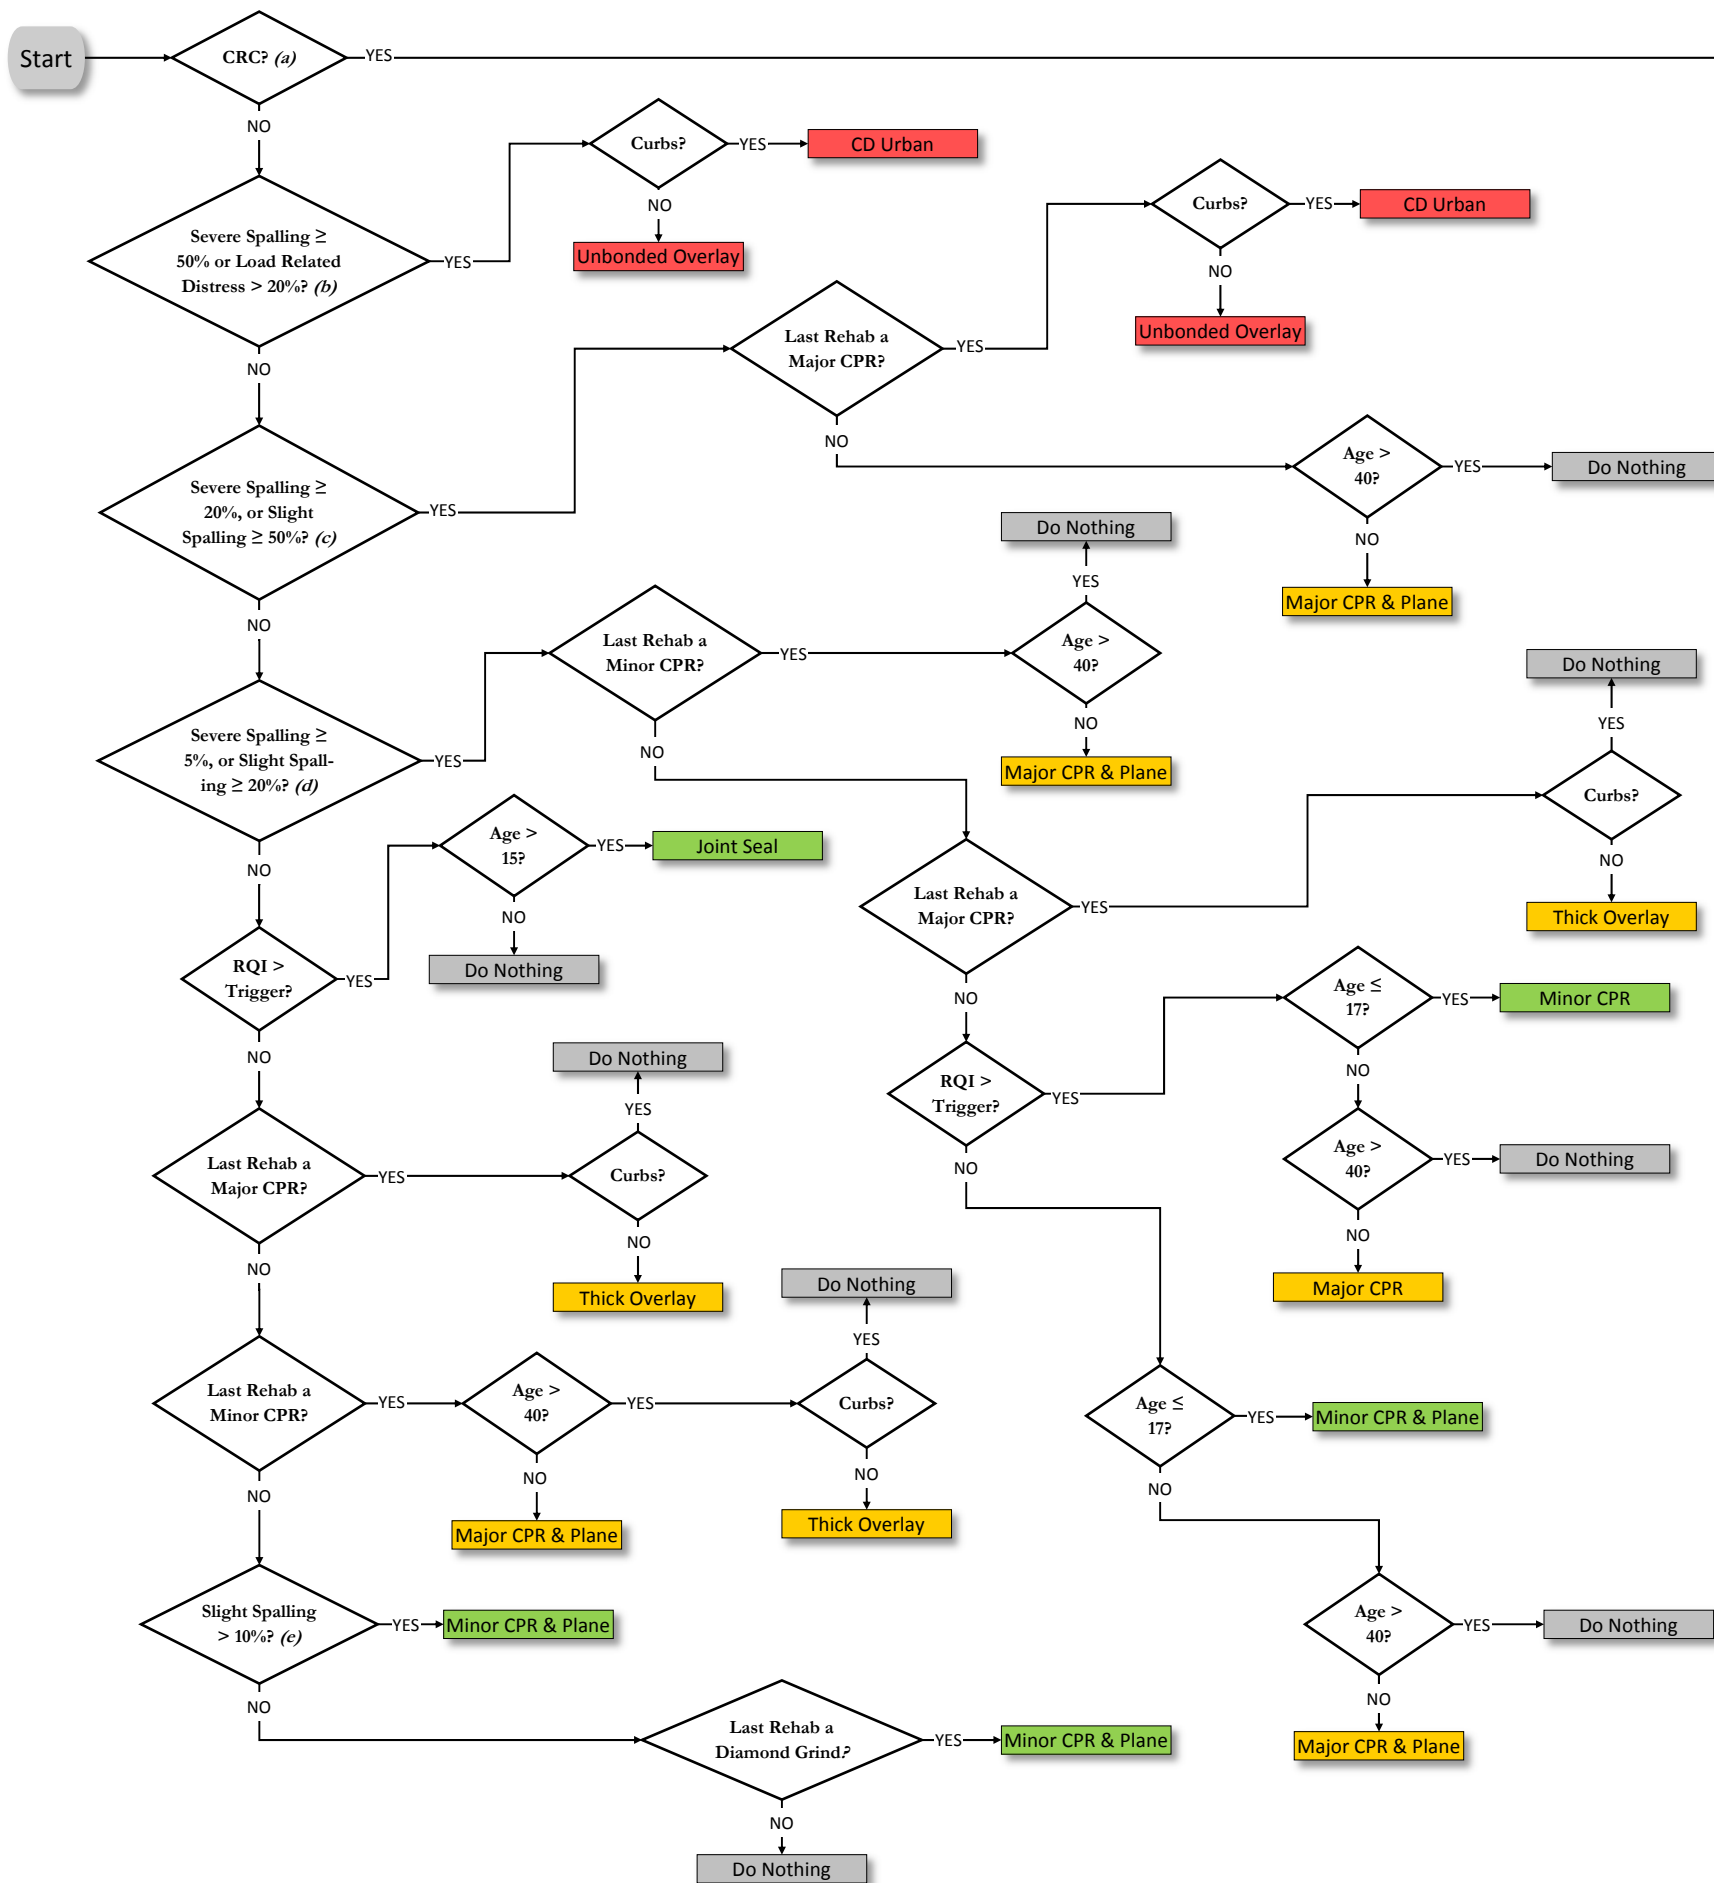 Start
CRC? (a)
YES
NO
Curbs?
YES
CD Urban
NO
Unbonded Overlay
Curbs?
YES
CD Urban
NO
Unbonded Overlay
Severe Spalling ≥
50% or Load Related
Distress > 20%? (b)
YES
NO
Last Rehab a
Major CPR?
YES
NO
Age >
40?
YES
Do Nothing
NO
Major CPR & Plane
Severe Spalling ≥
20%, or Slight
Spalling ≥ 50%? (c)
YES
NO
Do Nothing
YES
Last Rehab a
Minor CPR?
YES
Age >
40?
NO
Major CPR & Plane
NO
Severe Spalling ≥
5%, or Slight Spall-
ing ≥ 20%? (d)
YES
NO
Do Nothing
YES
Curbs?
NO
Thick Overlay
Age >
15?
YES
Joint Seal
NO
Do Nothing
Last Rehab a
Major CPR?
YES
NO
RQI >
Trigger?
YES
NO
Age ≤
17?
YES
Minor CPR
NO
RQI >
Trigger?
YES
NO
Age >
40?
YES
Do Nothing
NO
Major CPR
Do Nothing
YES
Last Rehab a
Major CPR?
YES
Curbs?
NO
Thick Overlay
NO
Do Nothing
YES
Last Rehab a
Minor CPR?
YES
Age >
40?
YES
Curbs?
NO
Thick Overlay
NO
Major CPR & Plane
NO
Age ≤
17?
YES
Minor CPR & Plane
NO
Age >
40?
YES
Do Nothing
NO
Major CPR & Plane
Slight Spalling
> 10%? (e)
YES
Minor CPR & Plane
NO
Last Rehab a
Diamond Grind?
YES
Minor CPR & Plane
NO
Do Nothing